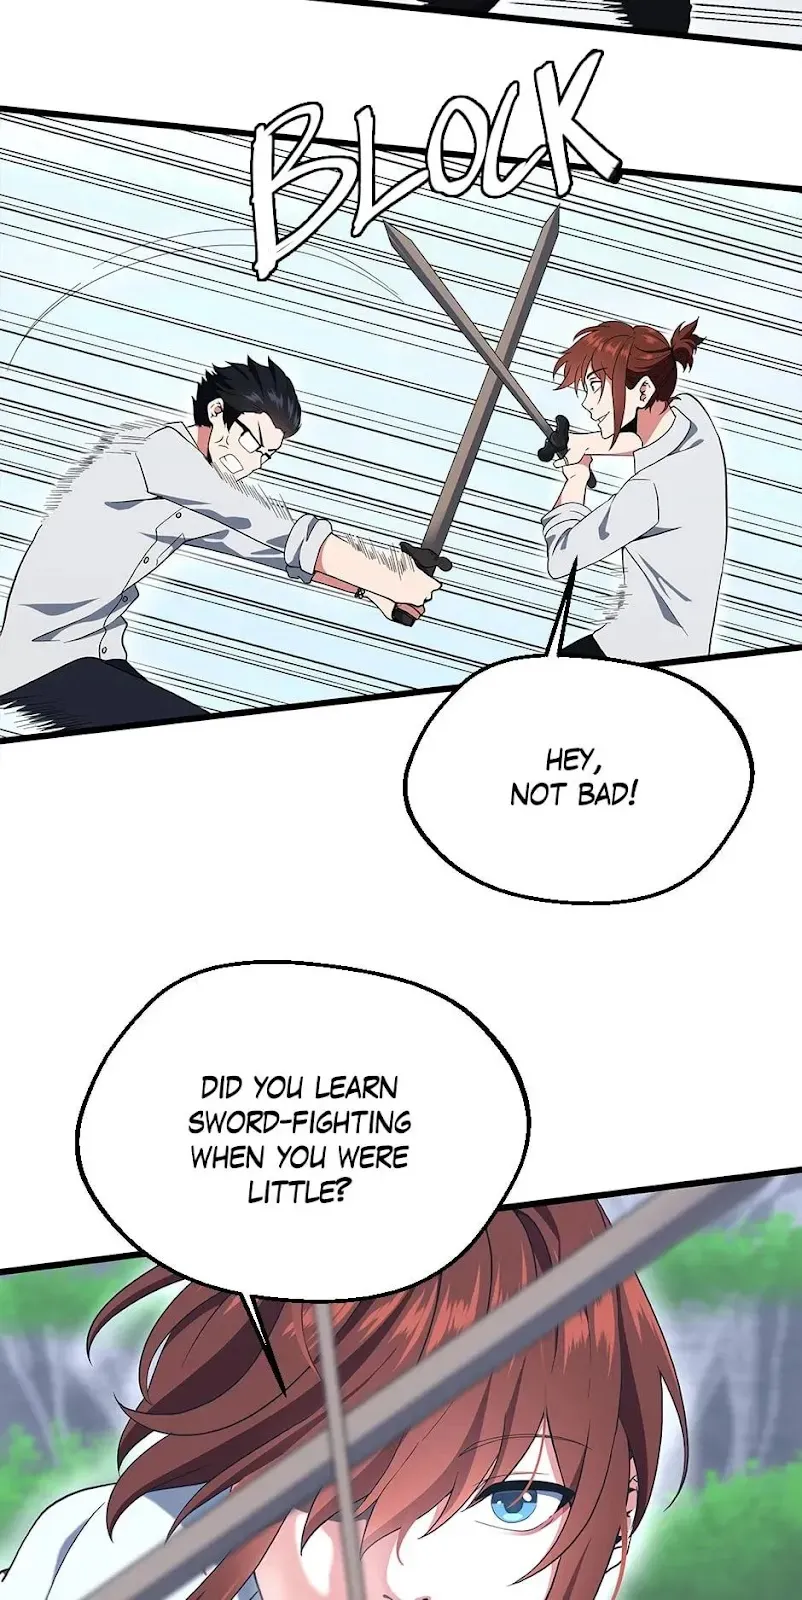 BLOCK
HEY,
NOT BAD!
DID YOU LEARN
SWORD-FIGHTING
WHEN YOU WERE
LITTLE?